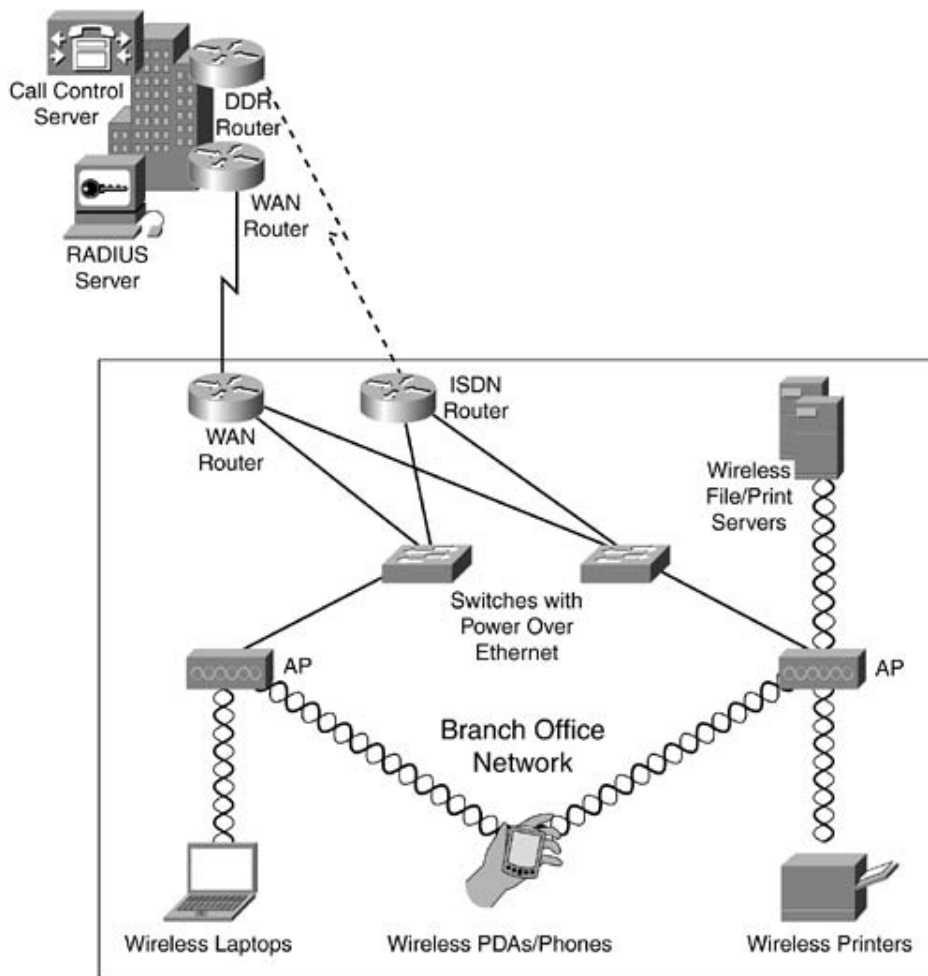 Call Control
Server
DDR
Router
WAN
Router
RADIUS
Server
WAN
Router
ISDN
Router
Wireless
File/Print
Servers
Switches with
Power Over
Ethernet
AP
AP
Branch Office
Network
Wireless Laptops
Wireless PDAs/Phones
Wireless Printers